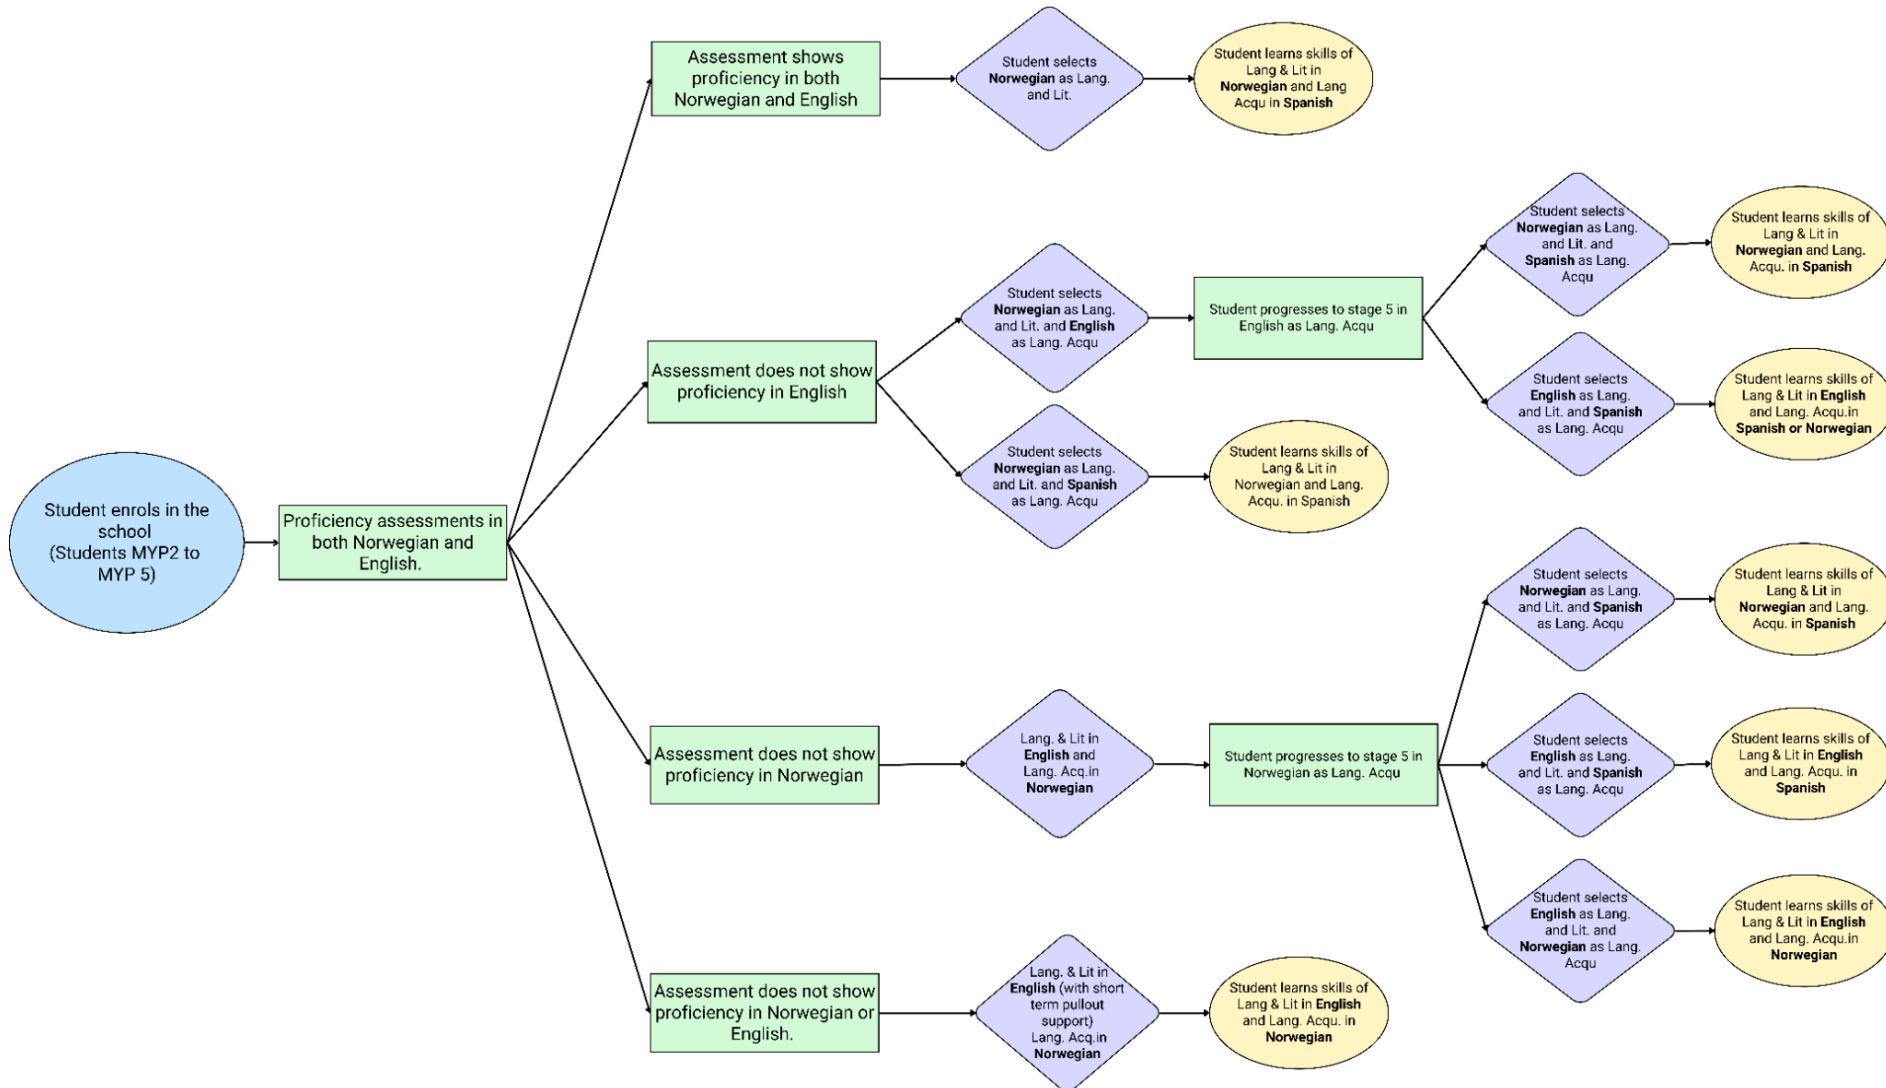 Student enrols in the
school
(Students MYP2 to
MYP 5)
Proficiency assessments in
both Norwegian and
English.
Assessment shows
proficiency in both
Norwegian and English
Student selects
Norwegian as Lang.
and Lit.
Student learns skills of
Lang & Lit in
Norwegian and Lang
Acqu in Spanish
Assessment does not show
proficiency in English
Student selects
Norwegian as Lang.
and Lit. and English
as Lang. Acqu
Student progresses to stage 5 in
English as Lang. Acqu
Student selects
Norwegian as Lang.
and Lit. and
Spanish as Lang.
Acqu
Student learns skills of
Lang & Lit in
Norwegian and Lang.
Acqu. in Spanish
Student selects
English as Lang.
and Lit. and Spanish
as Lang. Acqu
Student learns skills of
Lang & Lit in English
and Lang. Acqu.in
Spanish or Norwegian
Student selects
Norwegian as Lang.
and Lit. and Spanish
as Lang. Acqu
Student learns skills of
Lang & Lit in
Norwegian and Lang.
Acqu. in Spanish
Assessment does not show
proficiency in Norwegian
Lang. & Lit in
English and
Lang. Acq.in
Norwegian
Student progresses to stage 5 in
Norwegian as Lang. Acqu
Student selects
Norwegian as Lang.
and Lit. and Spanish
as Lang. Acqu
Student learns skills of
Lang & Lit in
Norwegian and Lang.
Acqu. in Spanish
Student selects
English as Lang.
and Lit. and Spanish
as Lang. Acqu
Student learns skills of
Lang & Lit in English
and Lang. Acqu. in
Spanish
Student selects
English as Lang.
and Lit. and
Norwegian as Lang.
Acqu
Student learns skills of
Lang & Lit in English
and Lang. Acqu.in
Norwegian
Assessment does not show
proficiency in Norwegian or
English.
Lang. & Lit in
English (with short
term pullout
support)
Lang. Acq.in
Norwegian
Student learns skills of
Lang & Lit in English
and Lang. Acqu. in
Norwegian